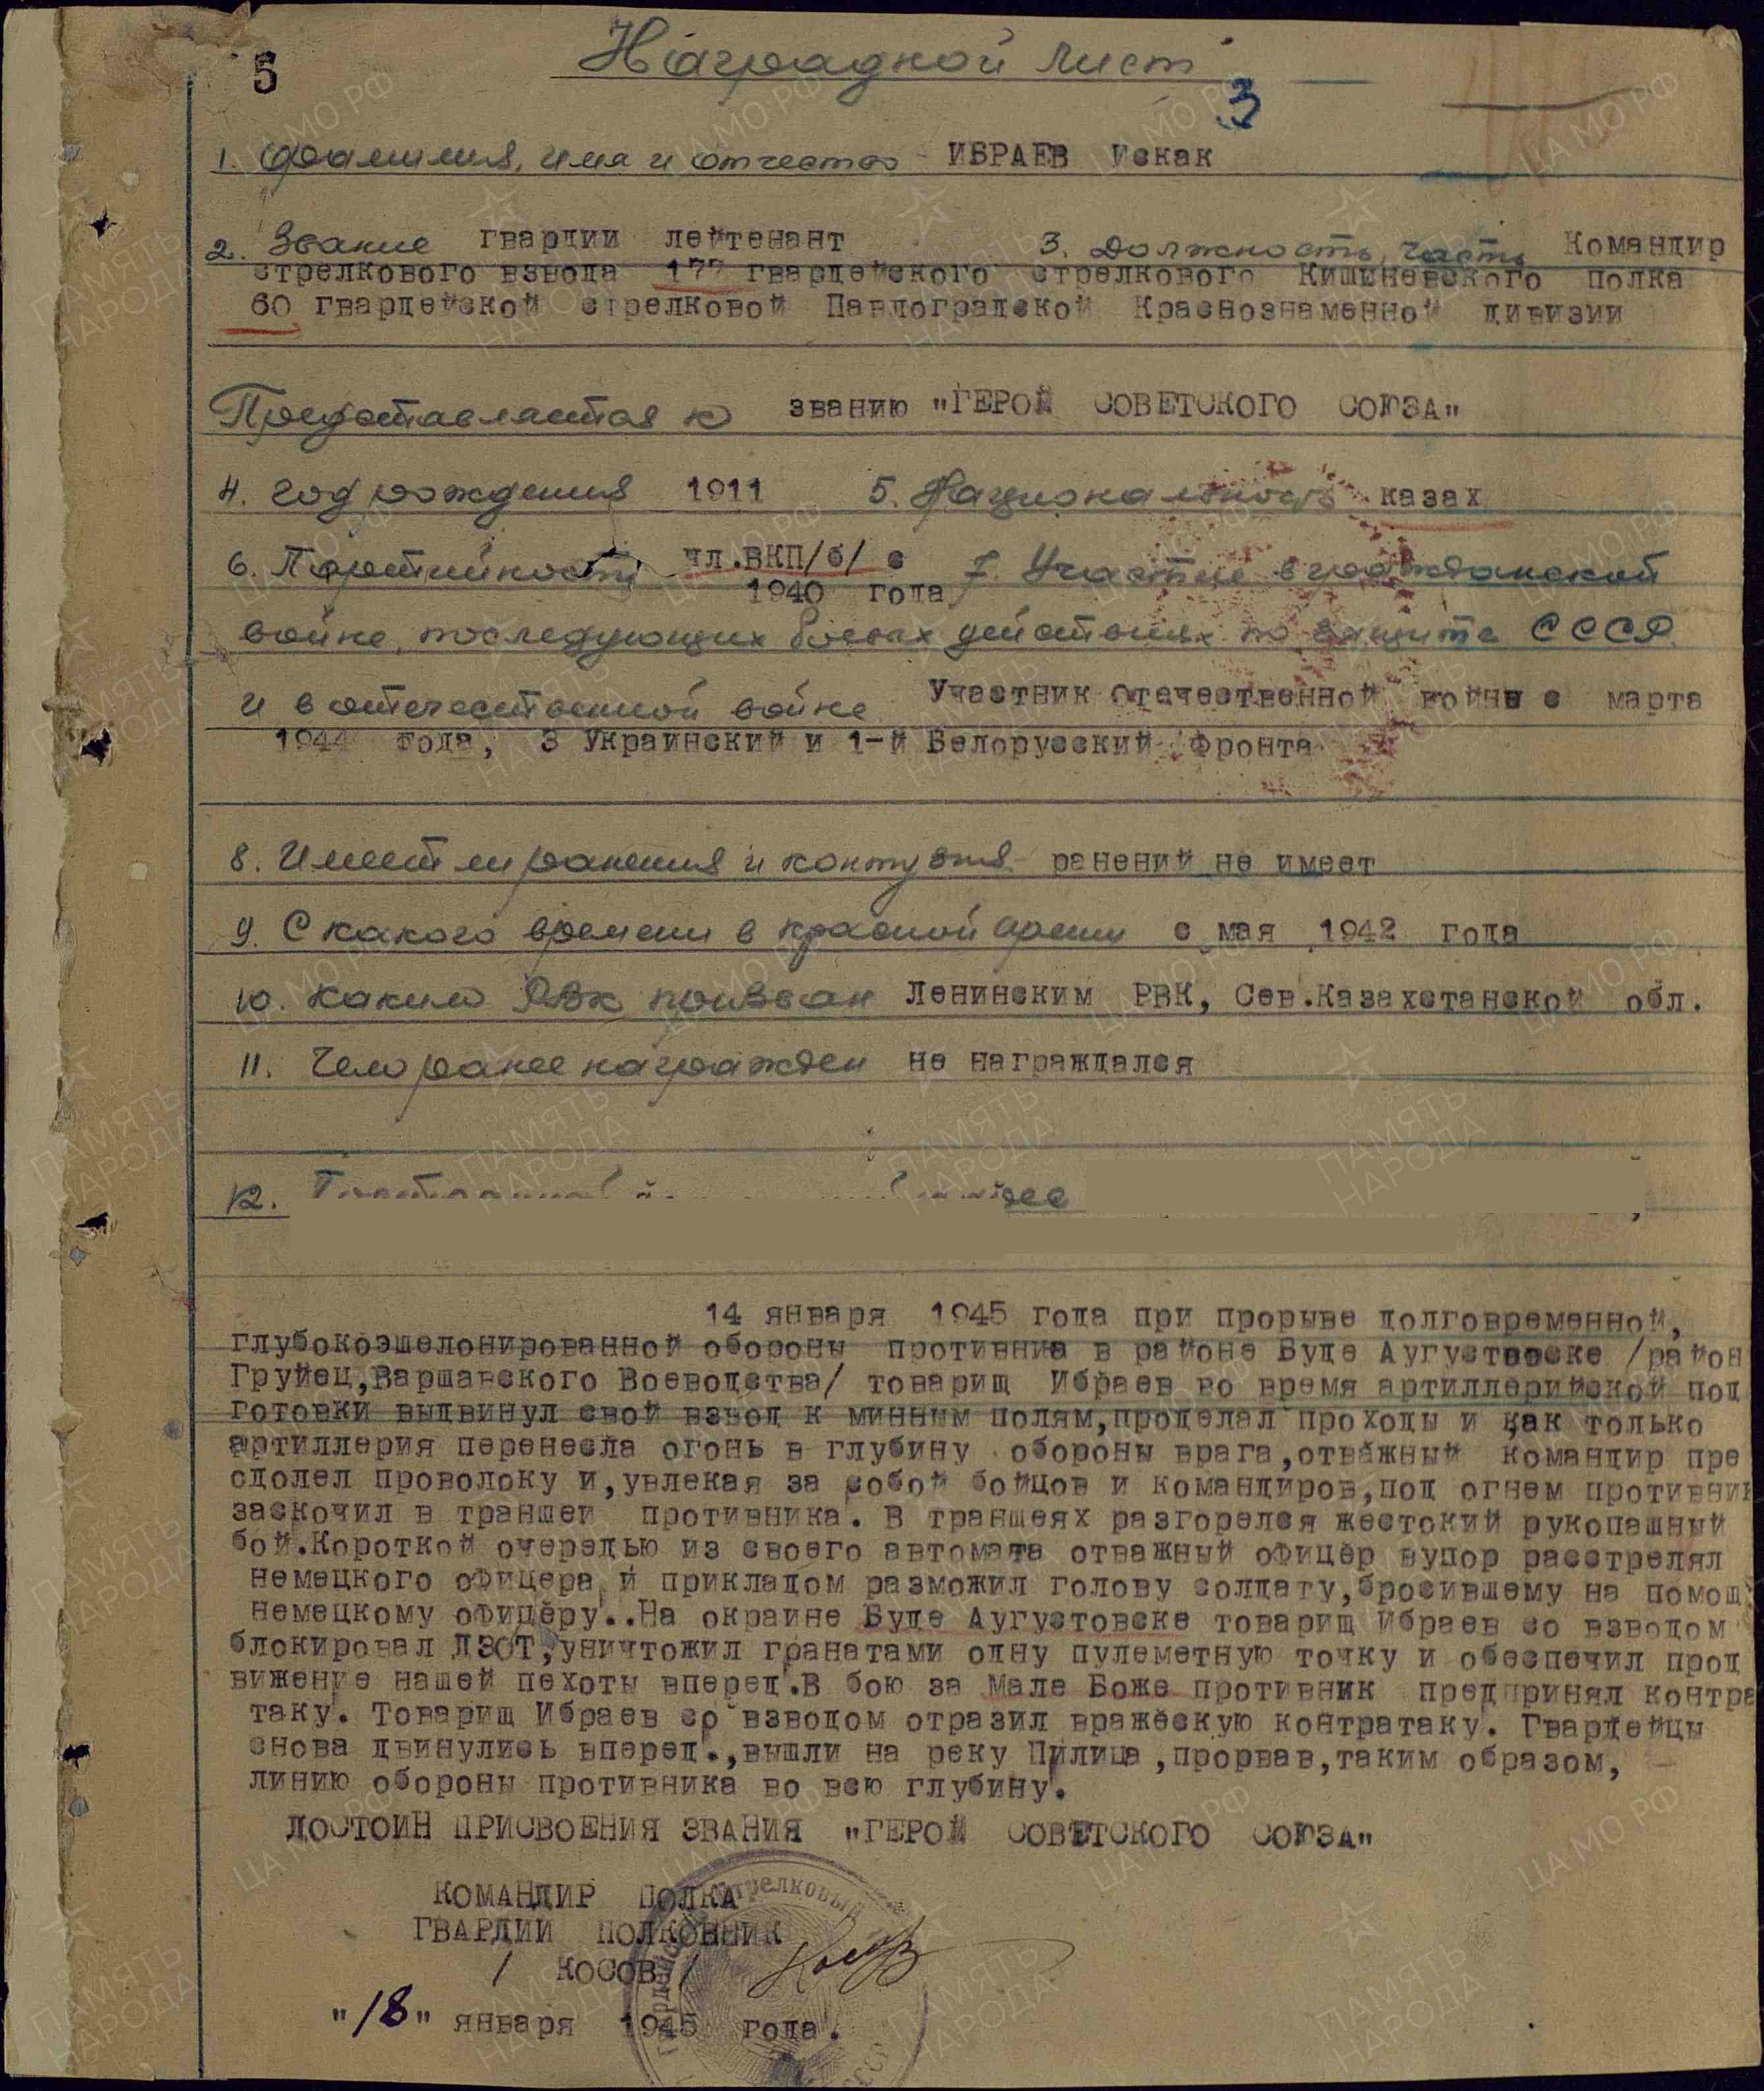 5
Наградной лист
3
1. Фамилия, имя и отчество - ИБРАЕВ Искак
2. Звание гвардии лейтенант 3. Должность, часть Командир
стрелкового взвода 177 гвардейского стрелкового Кишиневского полка
60 гвардейской стрелковой Павлоградской Краснознаменной дивизии
Представляется к званию "ГЕРОЙ СОВЕТСКОГО СОЮЗА"
4. Год рождения 1911 5. Национальность казах
6. Партийность чл.ВКП/б/ с 7. Участие в гражданской
1940 года
войне, последующих боевых действиях по защите СССР
и в отечественной войне Участник Отечественной войны с марта
1944 года, 3 Украинский и 1-й Белорусский фронта
8. Имеет ли ранения и контузия ранений не имеет
9. С какого времени в красной армии с мая 1942 года
10. Каким РВК призван Ленинским РВК, Сев.Казахстанской обл.
11. Чем ранее награжден не награждался
12.
14 января 1945 года при прорыве долговременной,
глубокоэшелонированной обороны противника в районе Буде Аугустовске /район
Груйец,Варшавского Воеводства/ товарищ Ибраев во время артиллерийской под
готовки выдвинул свой взвод к минным полям,проделал проходы и как только
артиллерия перенесла огонь в глубину обороны врага,отважный командир пре
одолел проволоку и,увлекая за собой бойцов и командиров,под огнем противник
заскочил в траншеи противника. В траншеях разгорелся жестокий рукопашный
бой.Короткой очередью из своего автомата отважный офицер вупор расстрелял
немецкого офицера и прикладом разможил голову солдату,бросившему на помощ
немецкому офицеру..На окраине Буде Аугустовске товарищ Ибраев со взводом
блокировал ДЗОТ,уничтожил гранатами одну пулеметную точку и обеспечил прод
вижение нашей пехоты вперед.В бою за Мале Боже противник предпринял контра
таку. Товарищ Ибраев со взводом отразил вражескую контратаку. Гвардейцы
снова двинулись вперед.,вышли на реку Пилица,прорвав,таким образом,
линию обороны противника во всю глубину.
ДОСТОИН ПРИСВОЕНИЯ ЗВАНИЯ "ГЕРОЙ СОВЕТСКОГО СОЮЗА"
КОМАНДИР ПОЛКА
ГВАРДИИ ПОЛКОВНИК
/ КОСОВ /
"18" января 1945 года.
ЦА МО РФ
ПАМЯТЬ НАРОДА